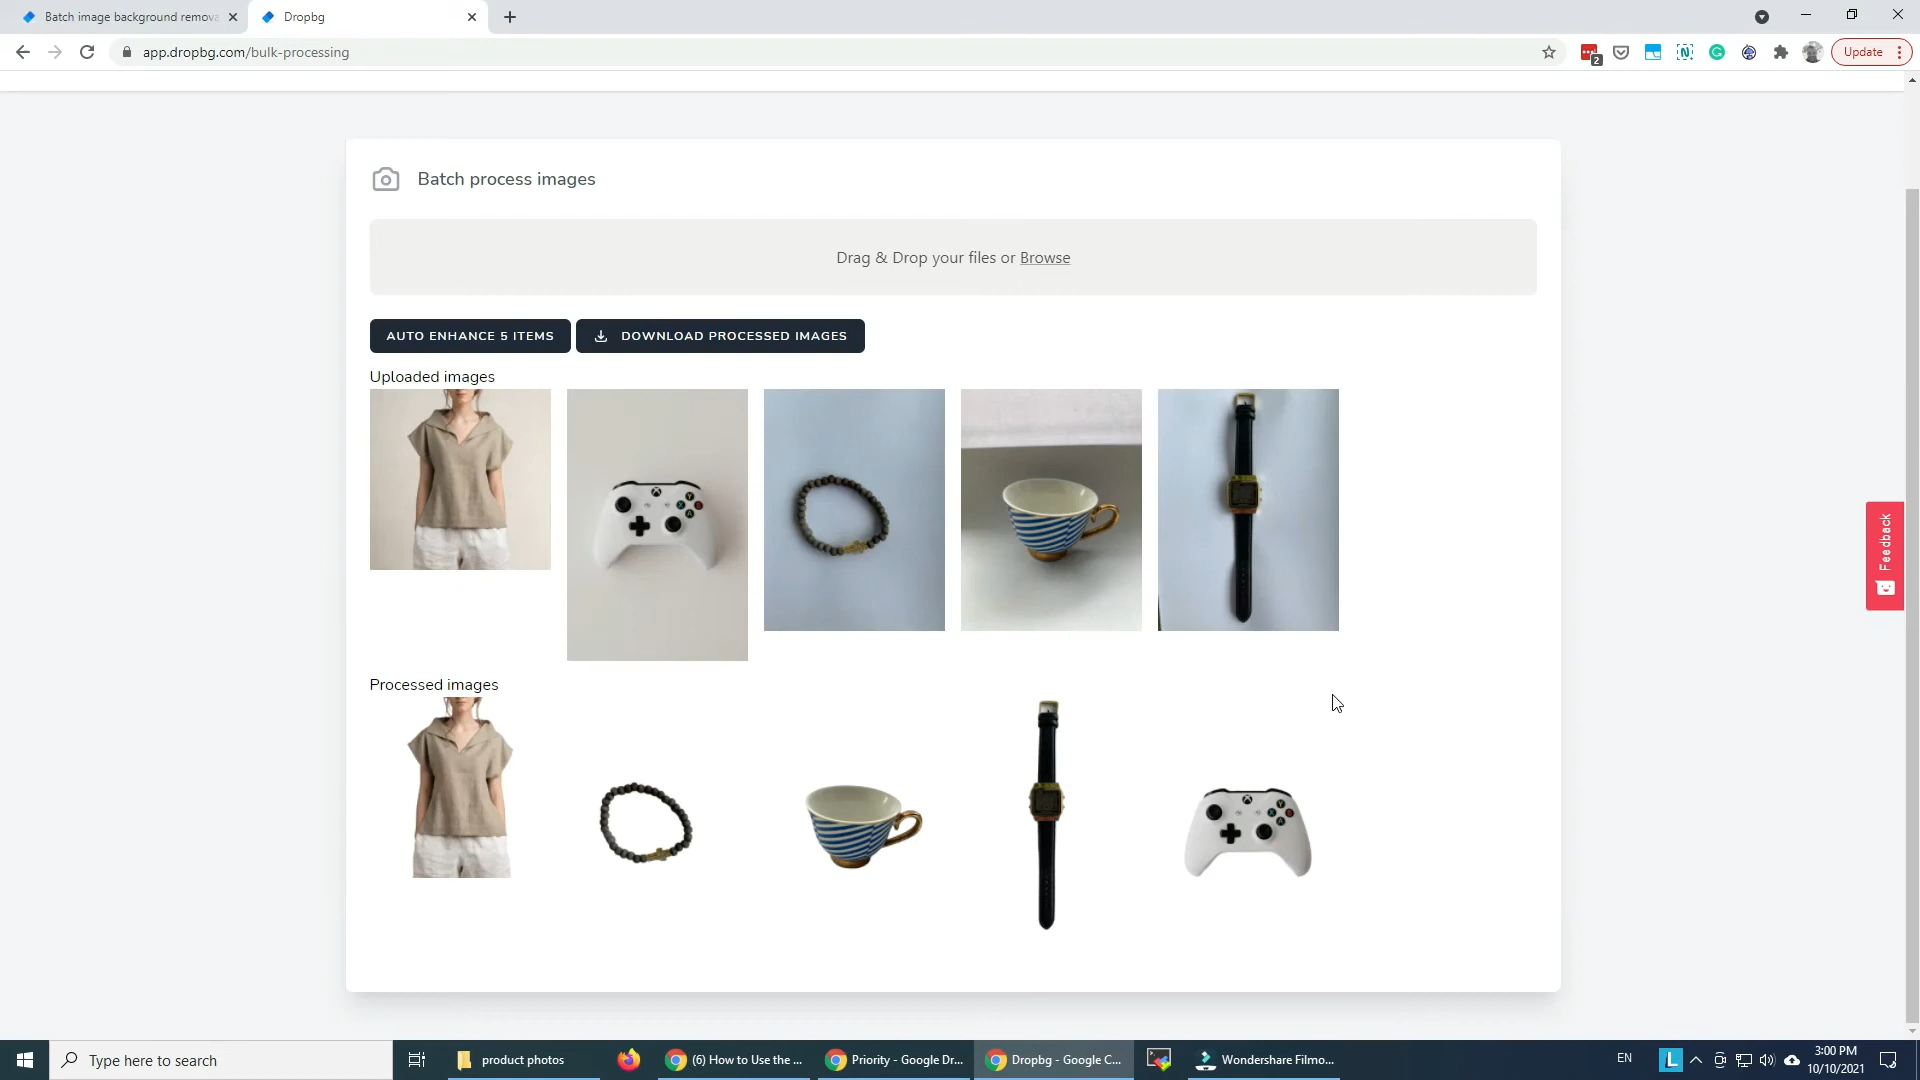 Batch image background remova
Dropbg
app.dropbg.com/bulk-processing
2
Update
Batch process images
Drag & Drop your files or Browse
AUTO ENHANCE 5 ITEMS
DOWNLOAD PROCESSED IMAGES
Uploaded images
Feedback
Processed images
Type here to search
product photos
(6) How to Use the ...
Priority - Google Dr...
Dropbg - Google C...
Wondershare Filmo...
EN
L
3:00 PM
10/10/2021